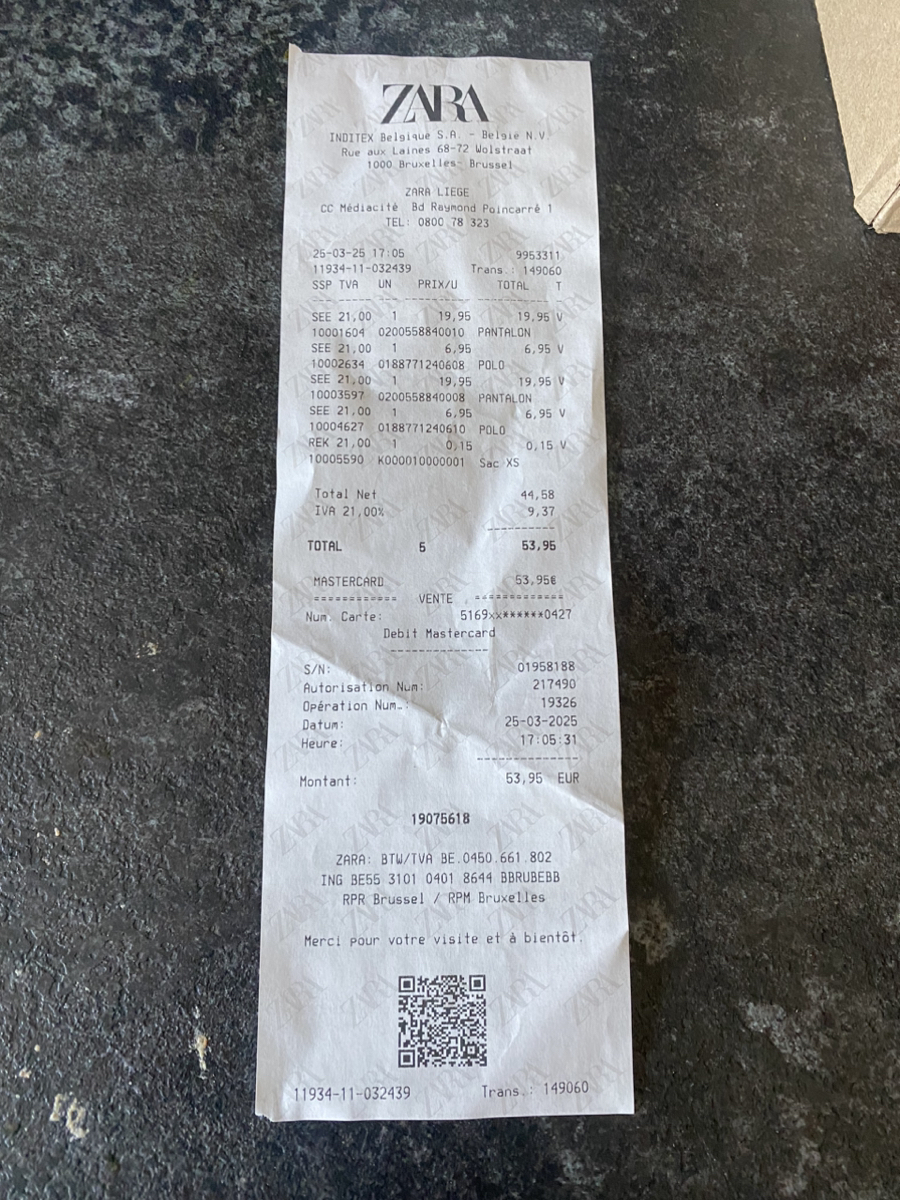 ZARA
INDITEX Belgique S.A. - Belgie N.V
Rue aux Laines 68-72 Wolstraat
1000 Bruxelles- Brussel
ZARA LIEGE
CC Médiacité Bd Raymond Poincarrè 1
TEL: 0800 78 323
25-03-25 17:05 9953311
11934-11-032439 Trans.: 149060
SSP TVA UN PRIX/U TOTAL T
SEE 21,00 1 19,95 19,95 V
10001604 0200558840010 PANTALON
SEE 21,00 1 6,95 6,95 V
10002634 0188771240608 POLO
SEE 21,00 1 19,95 19,95 V
10003597 0200558840008 PANTALON
SEE 21,00 1 6,95 6,95 V
10004627 0188771240610 POLO
REK 21,00 1 0,15 0,15 V
10005590 K000010000001 Sac XS
Total Net 44,58
IVA 21,00% 9,37
------------
TOTAL 5 53,95
MASTERCARD 53,95€
============ VENTE =============
Num. Carte: 5169xx******0427
Debit Mastercard
--------------
S/N: 01958188
Autorisation Num: 217490
Opération Num.: 19326
Datum: 25-03-2025
Heure: 17:05:31
--------------
Montant: 53,95 EUR
19075618
ZARA: BTW/TVA BE.0450.661.802
ING BE55 3101 0401 8644 BBRUBEBB
RPR Brussel / RPM Bruxelles
Merci pour votre visite et à bientôt.
11934-11-032439 Trans.: 149060